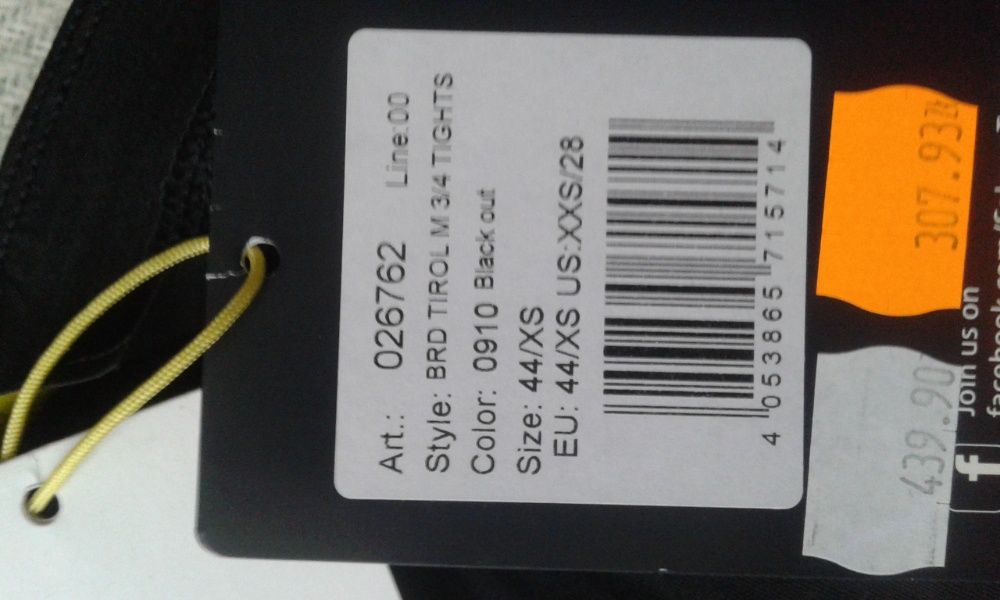 Art.: 026762 Line:00
Style: BRD TIROL M 3/4 TIGHTS
Color: 0910 Black out
Size: 44/XS
EU: 44/XS US:XXS/28
4 053865 715714
307.93
439.90
Join us on
f